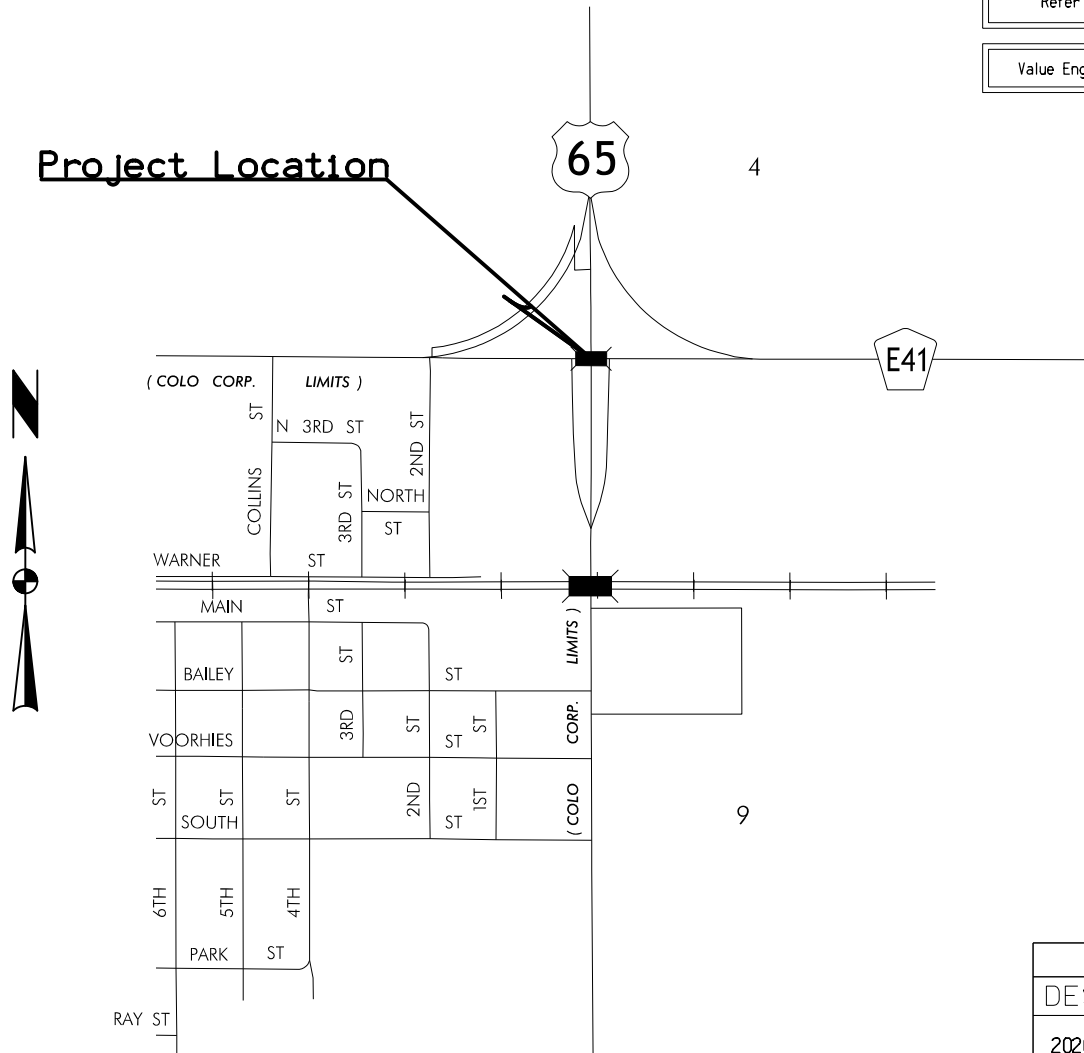 Refer
Value Eng
Project Location
65
4
E41
( COLO CORP. LIMITS )
N
N 3RD ST
COLLINS ST
3RD ST
2ND ST
NORTH
ST
WARNER ST
MAIN ST
LIMITS )
CORP.
( COLO
BAILEY ST
3RD ST
2ND ST
1ST ST
VOORHIES ST
SOUTH ST
6TH ST
5TH ST
4TH ST
9
PARK ST
RAY ST